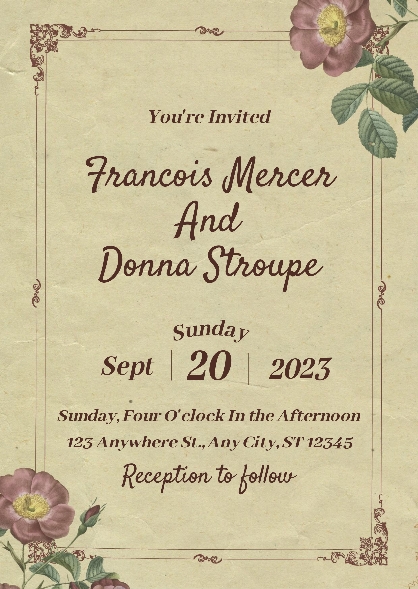 You're Invited
Francois Mercer
And
Donna Stroupe
Sunday
Sept | 20 | 2023
Sunday, Four O'clock In the Afternoon
123 Anywhere St., Any City, ST 12345
Reception to follow